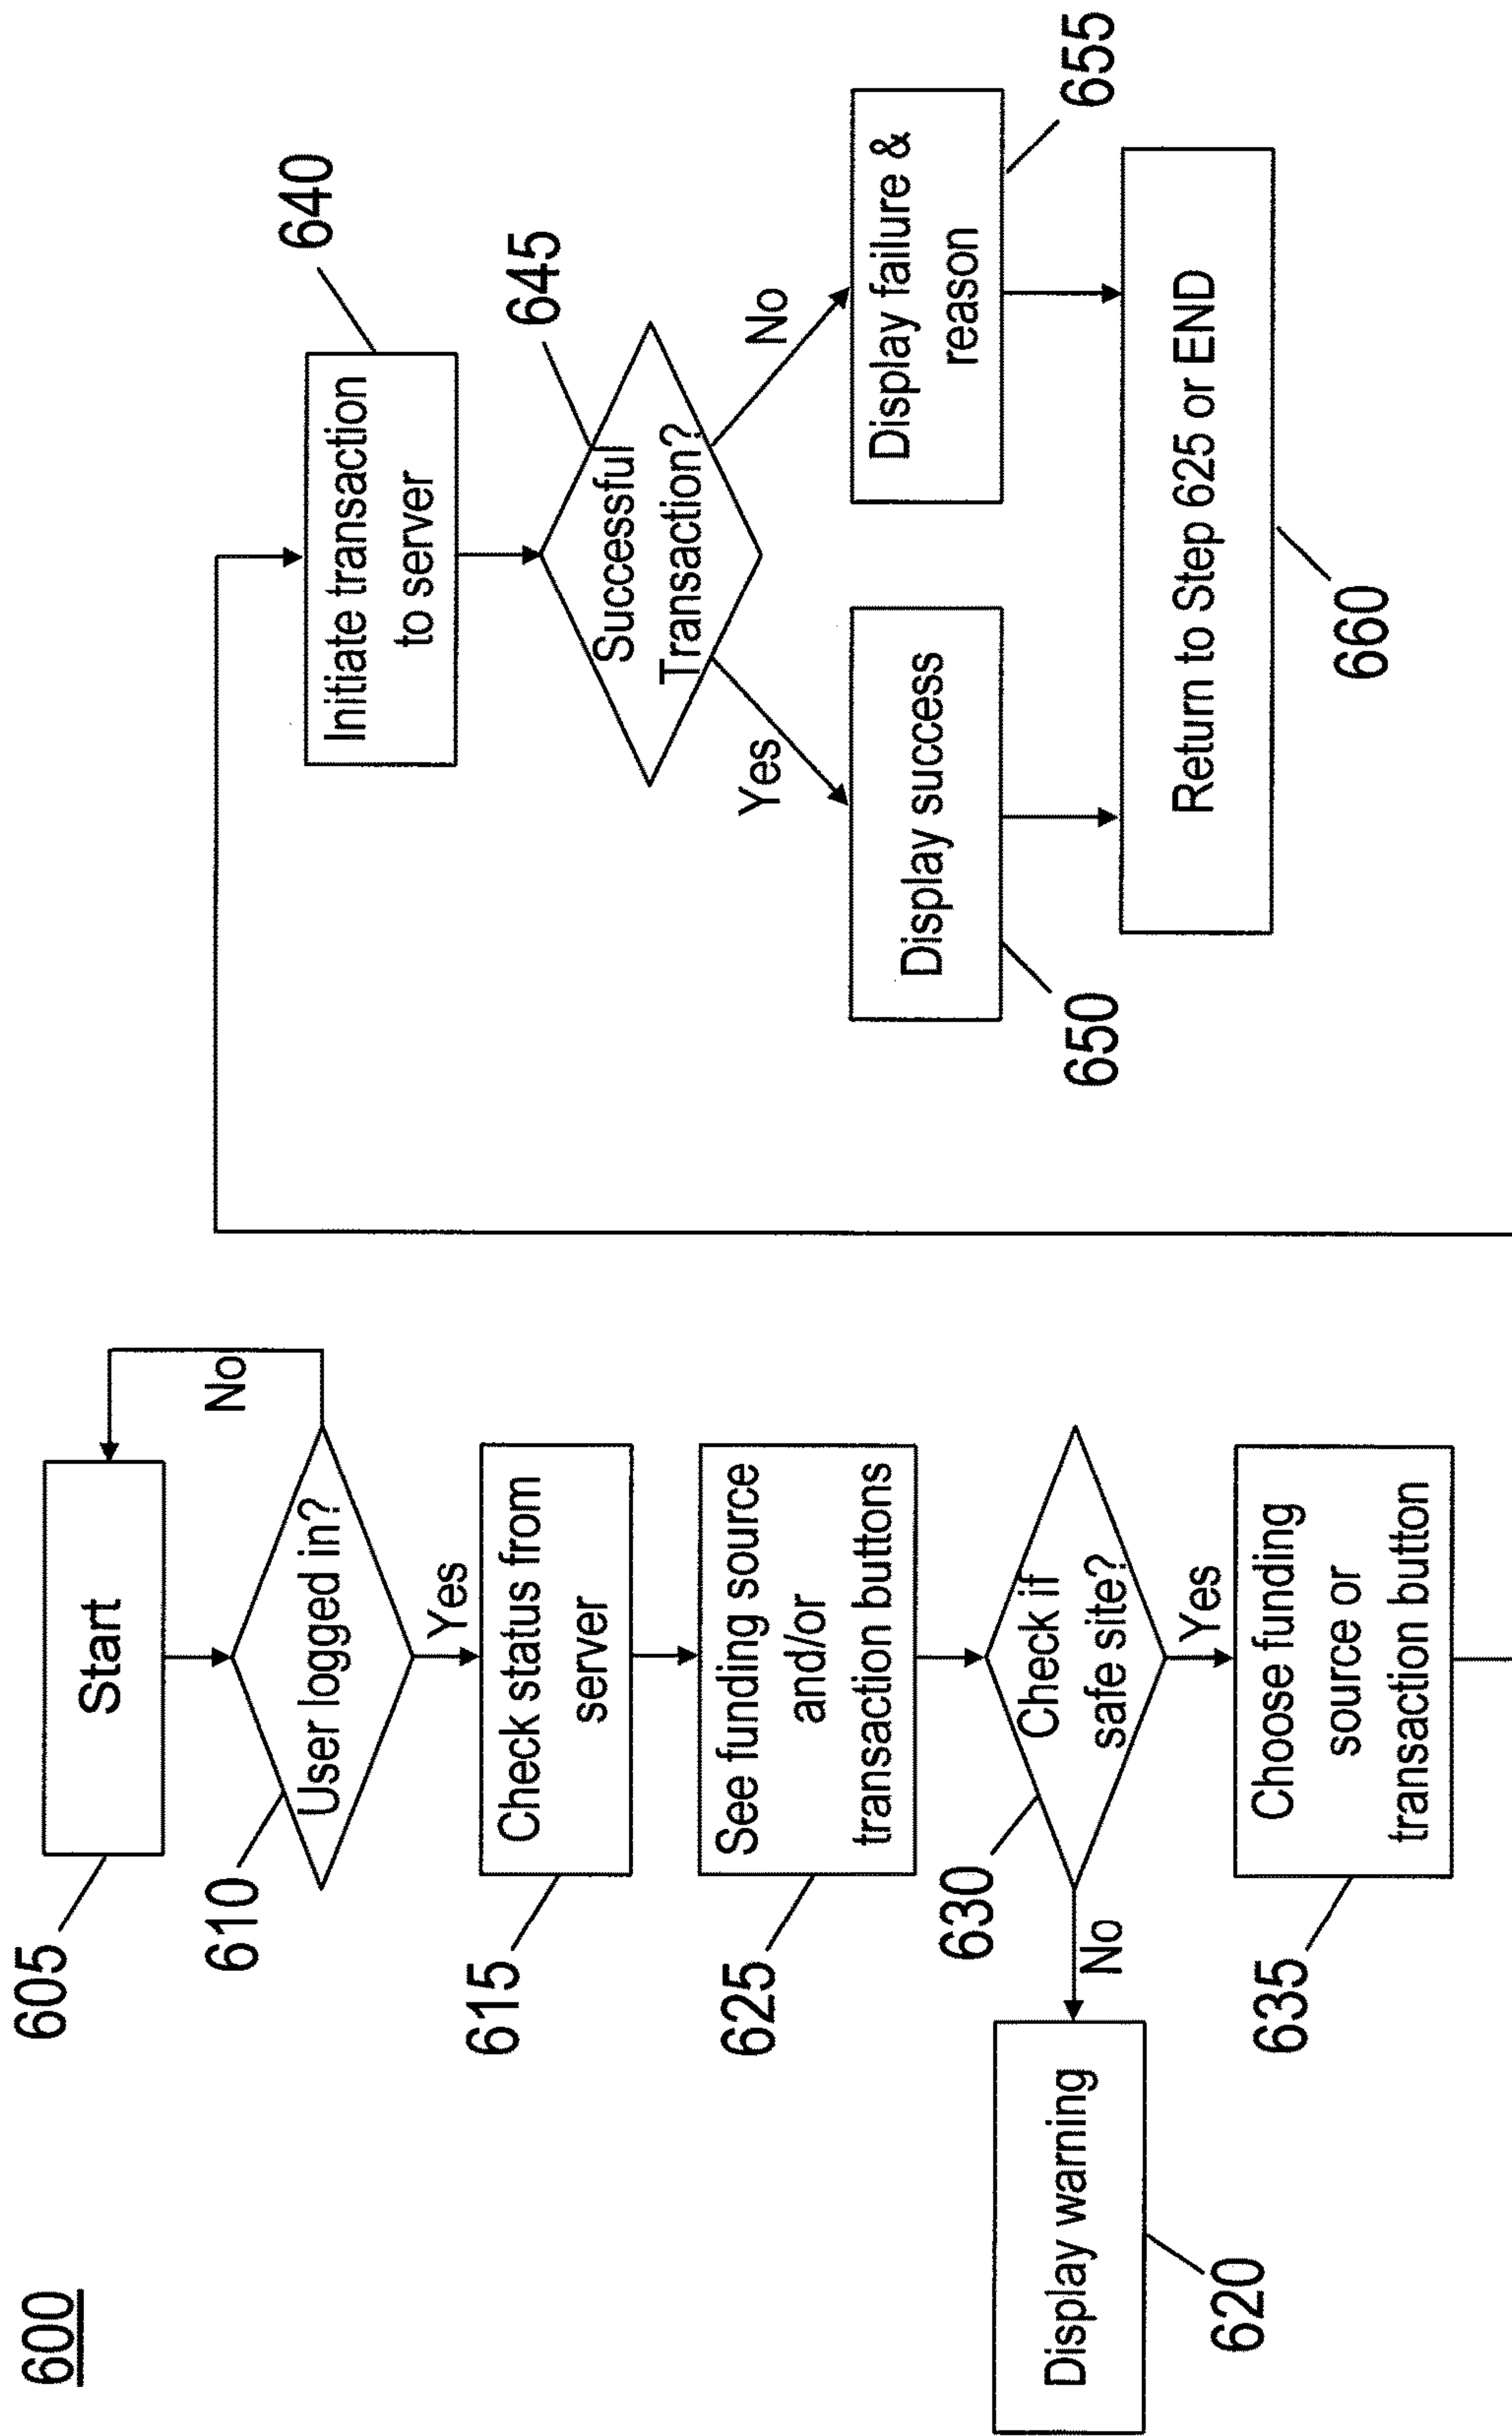 600
605
Start
No
610
User logged in?
Yes
615
Check status from
server
625
See funding source
and/or
transaction buttons
630
Check if
safe site?
No
Yes
Display warning
620
635
Choose funding
source or
transaction button
640
Initiate transaction
to server
645
Successful
Transaction?
Yes
No
Display success
650
Display failure &
reason
655
Return to Step 625 or END
660